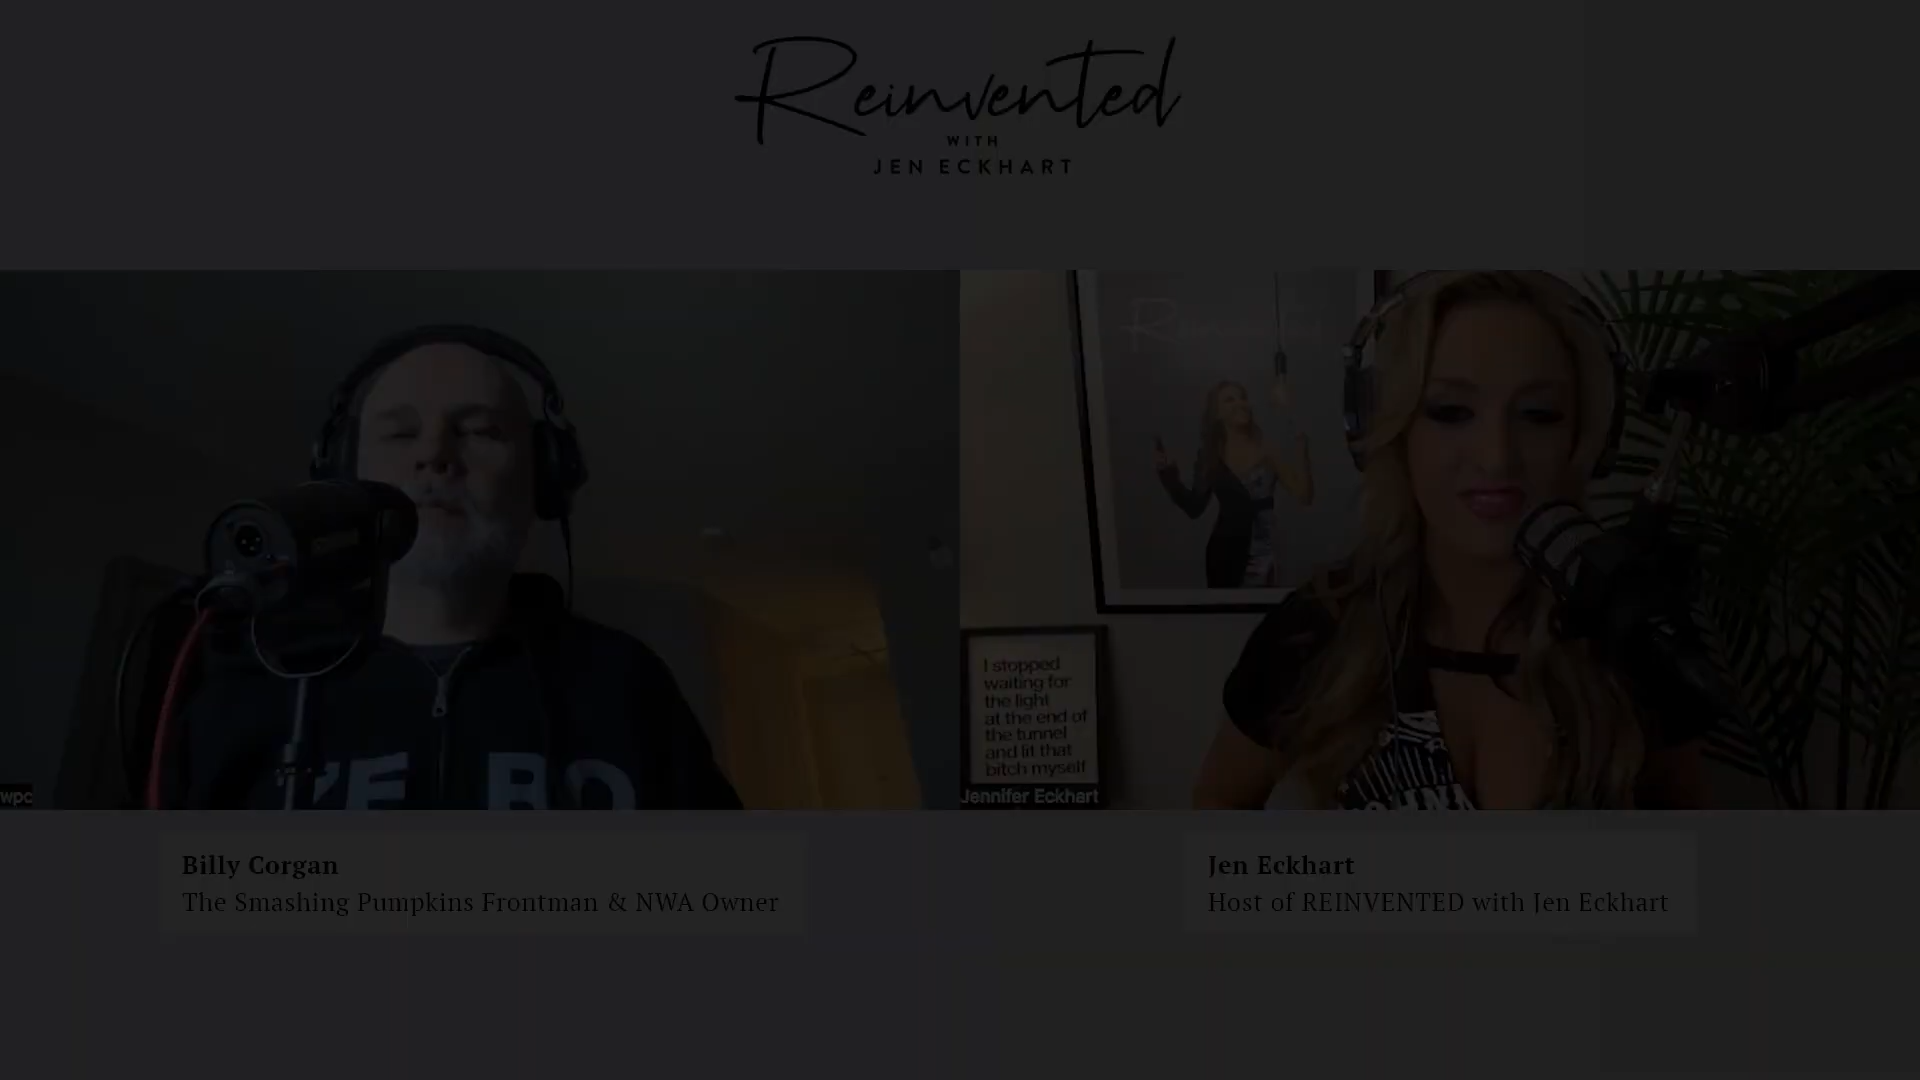 Reinvented
WITH
JEN ECKHART
Reinvented
I stopped
waiting for
the light
at the end of
the tunnel
and lit that
bitch myself
wpc
Jennifer Eckhart
Billy Corgan
The Smashing Pumpkins Frontman & NWA Owner
Jen Eckhart
Host of REINVENTED with Jen Eckhart